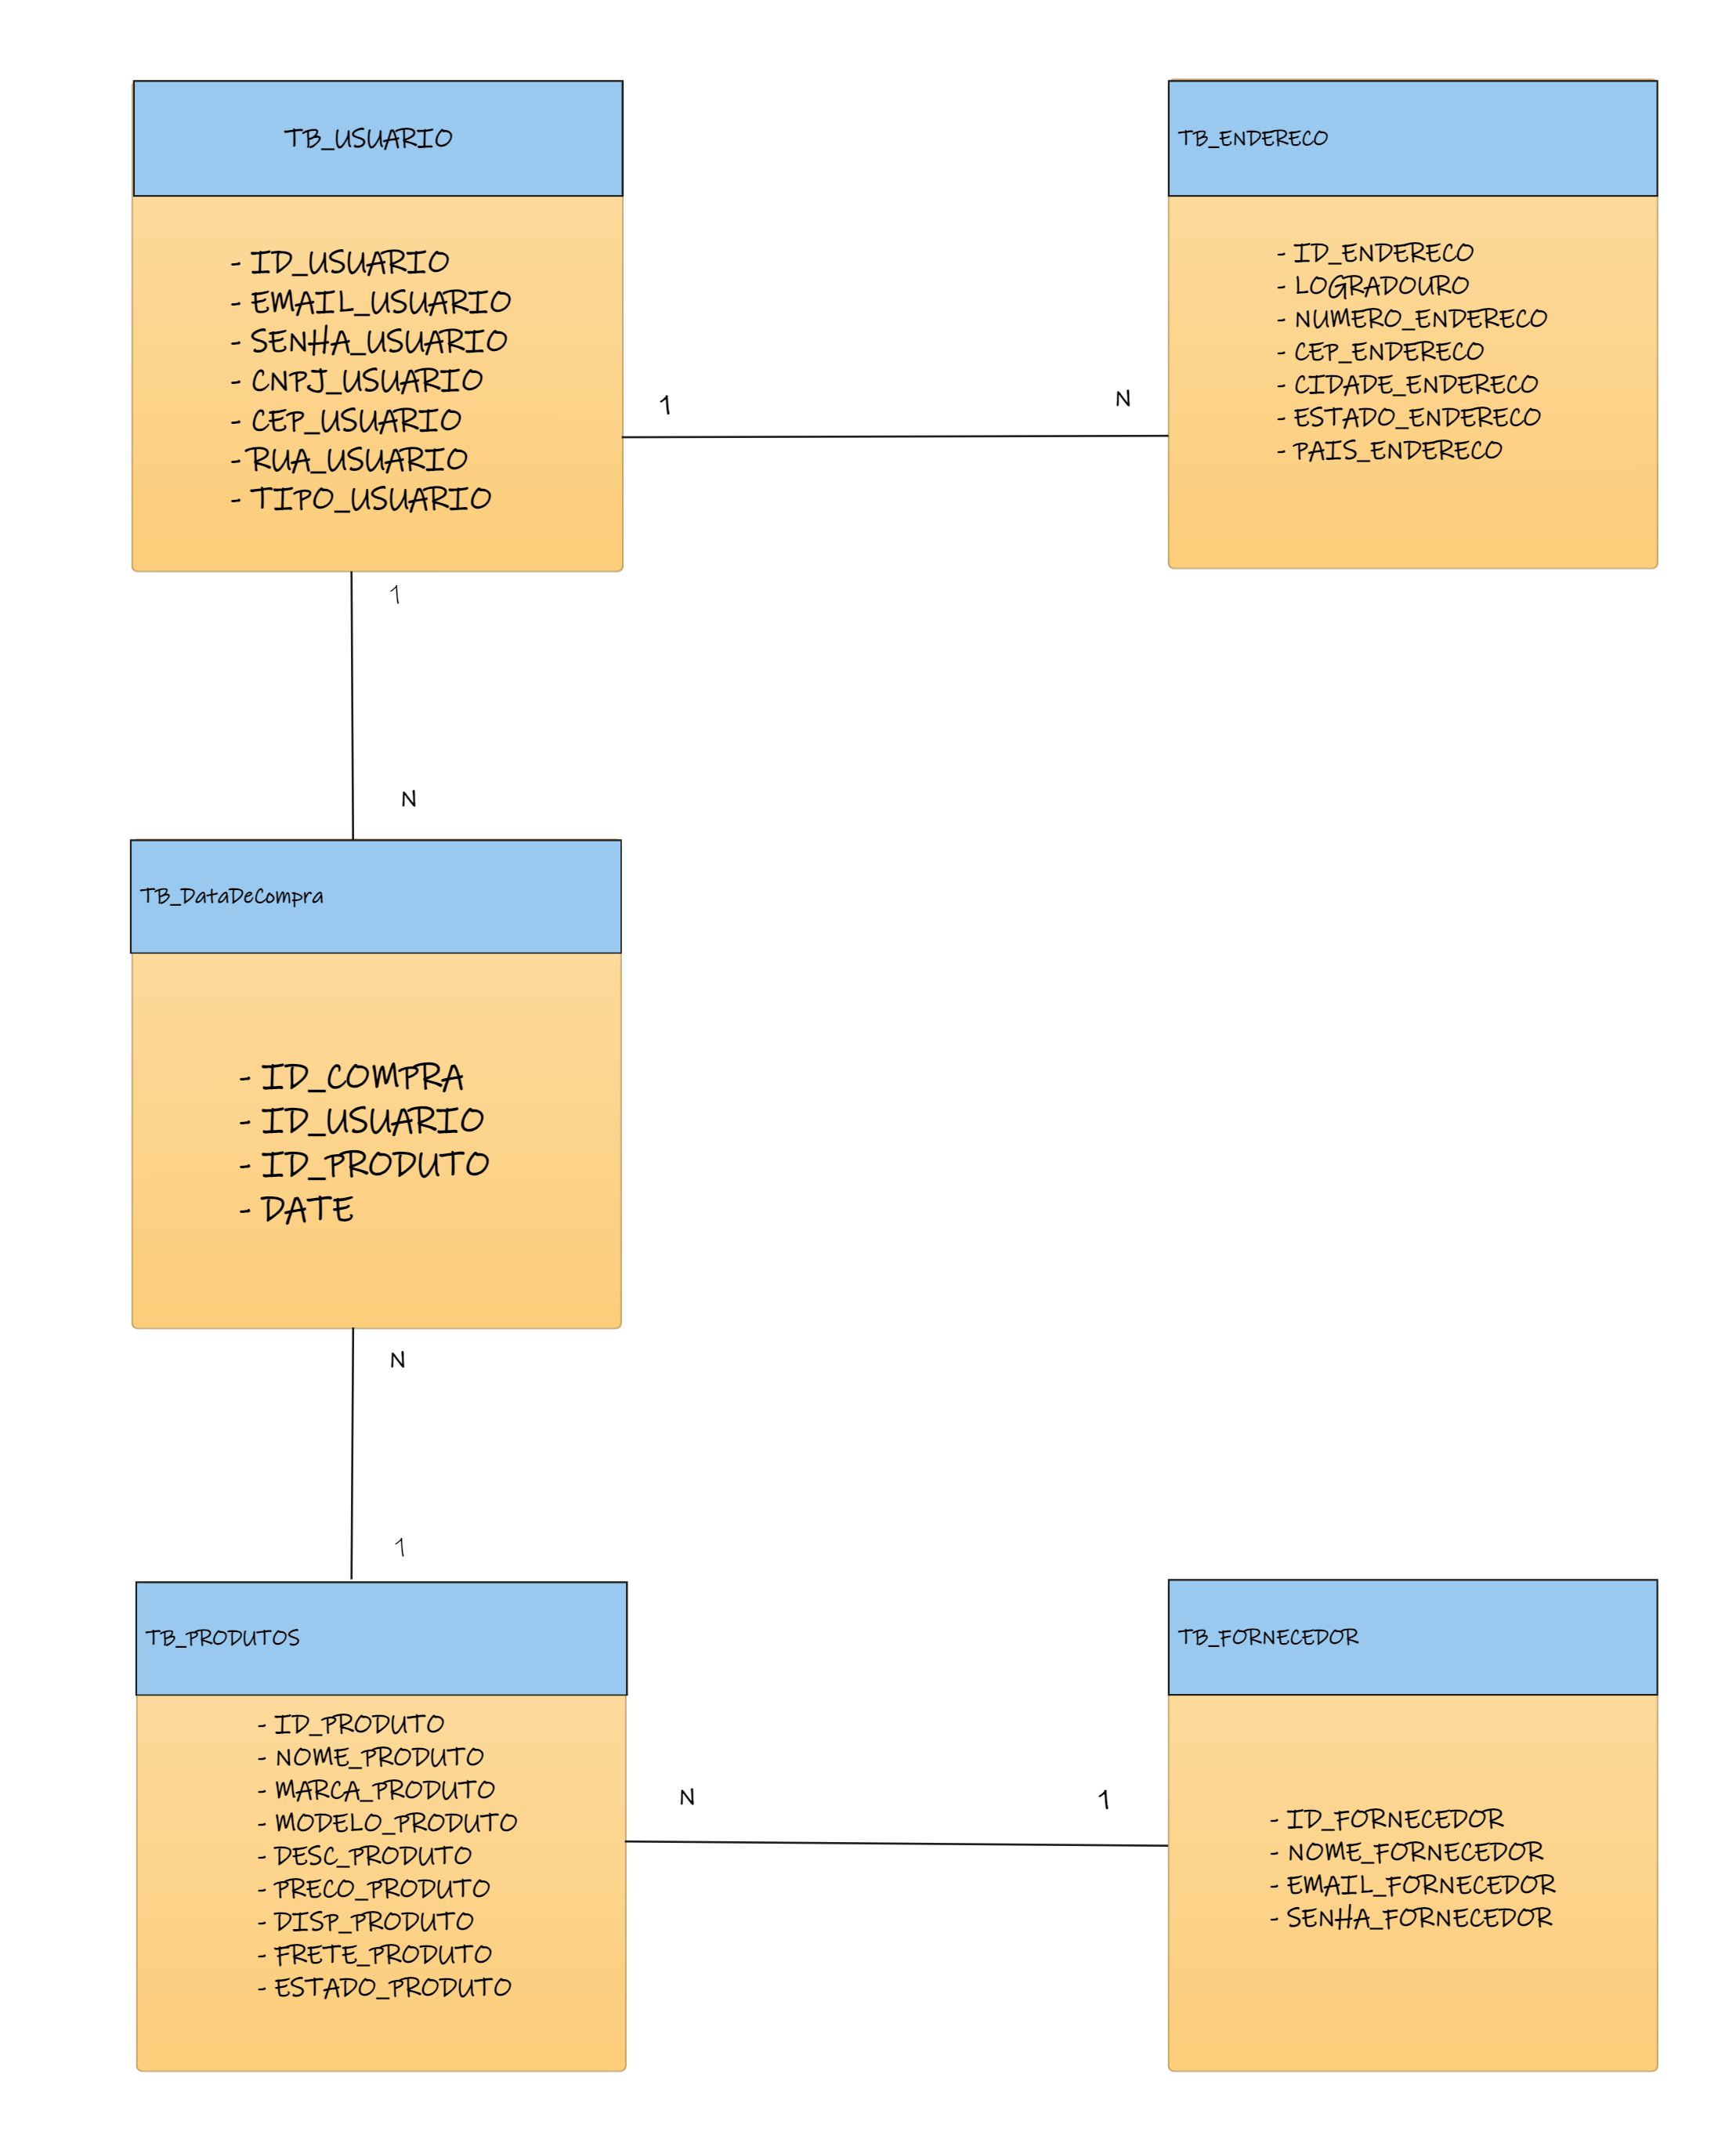 TB_USUARIO
- ID_USUARIO
- EMAIL_USUARIO
- SENHA_USUARIO
- CNPJ_USUARIO
- CEP_USUARIO
- RUA_USUARIO
- TIPO_USUARIO
1
N
TB_ENDERECO
- ID_ENDERECO
- LOGRADOURO
- NUMERO_ENDERECO
- CEP_ENDERECO
- CIDADE_ENDERECO
- ESTADO_ENDERECO
- PAIS_ENDERECO
1
N
TB_DataDeCompra
- ID_COMPRA
- ID_USUARIO
- ID_PRODUTO
- DATE
N
1
TB_PRODUTOS
- ID_PRODUTO
- NOME_PRODUTO
- MARCA_PRODUTO
- MODELO_PRODUTO
- DESC_PRODUTO
- PRECO_PRODUTO
- DISP_PRODUTO
- FRETE_PRODUTO
- ESTADO_PRODUTO
N
1
TB_FORNECEDOR
- ID_FORNECEDOR
- NOME_FORNECEDOR
- EMAIL_FORNECEDOR
- SENHA_FORNECEDOR